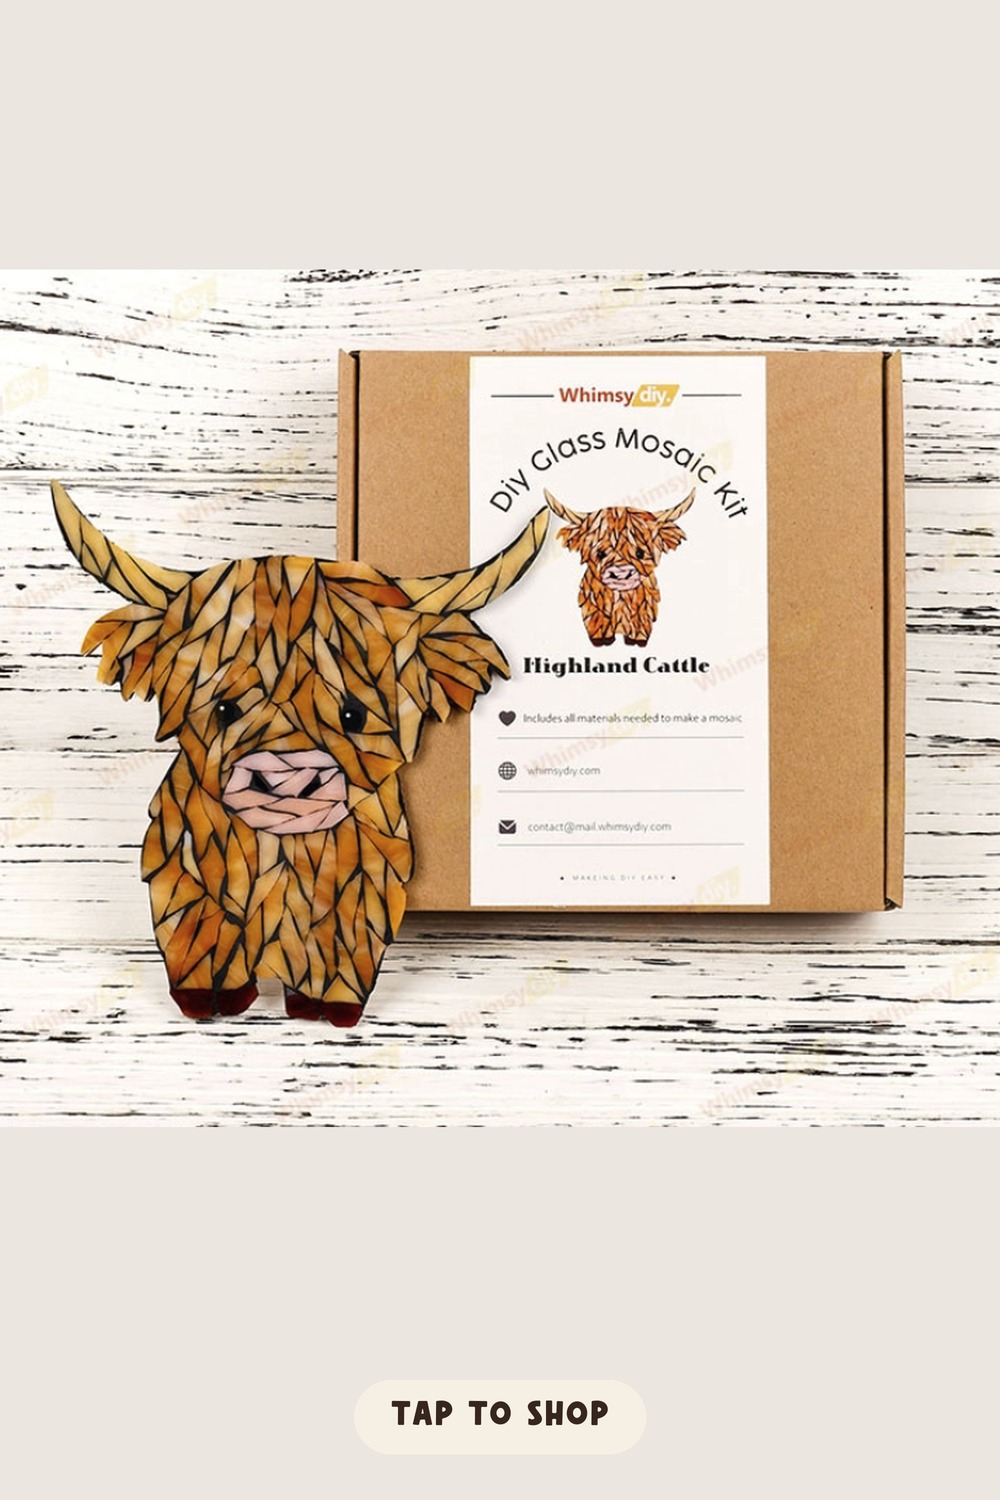 Whimsy diy.
Diy Glass Mosaic Kit
Highland Cattle
Includes all materials needed to make a mosaic
whimsydiy.com
contact@mail.whimsydiy.com
MAKEING DIY EASY
TAP TO SHOP